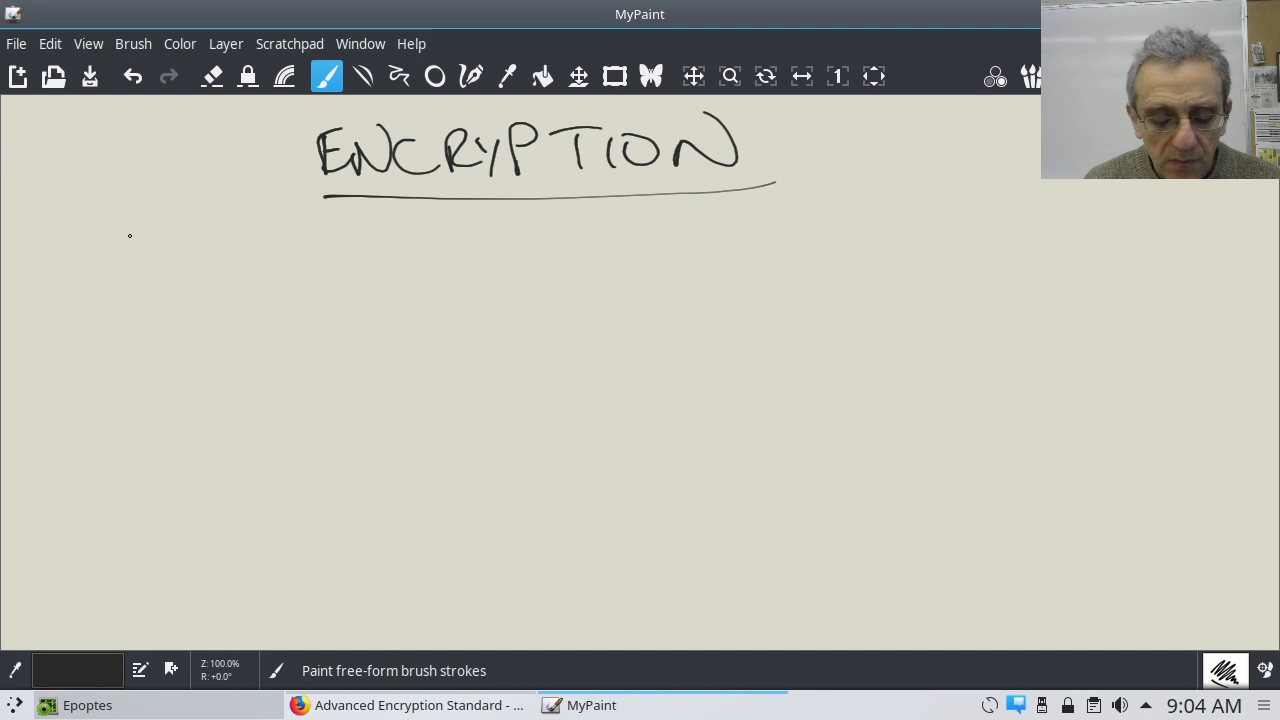 MyPaint
File Edit View Brush Color Layer Scratchpad Window Help
1
ENCRYPTION
Z: 100.0%
R: +0.0°
Paint free-form brush strokes
Epoptes
Advanced Encryption Standard - ...
MyPaint
9:04 AM